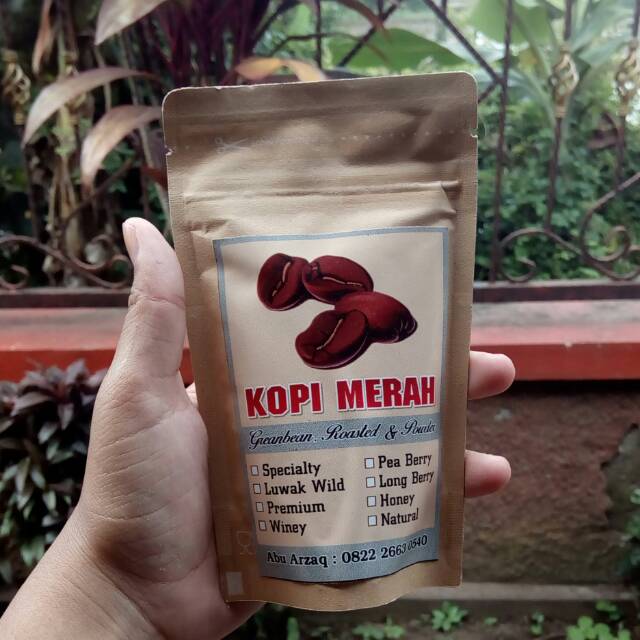 KOPI MERAH
Greanbean, Roasted & Powder
Specialty
Luwak Wild
Premium
Winey
Pea Berry
Long Berry
Honey
Natural
Abu Arzaq : 0822 2663 0540